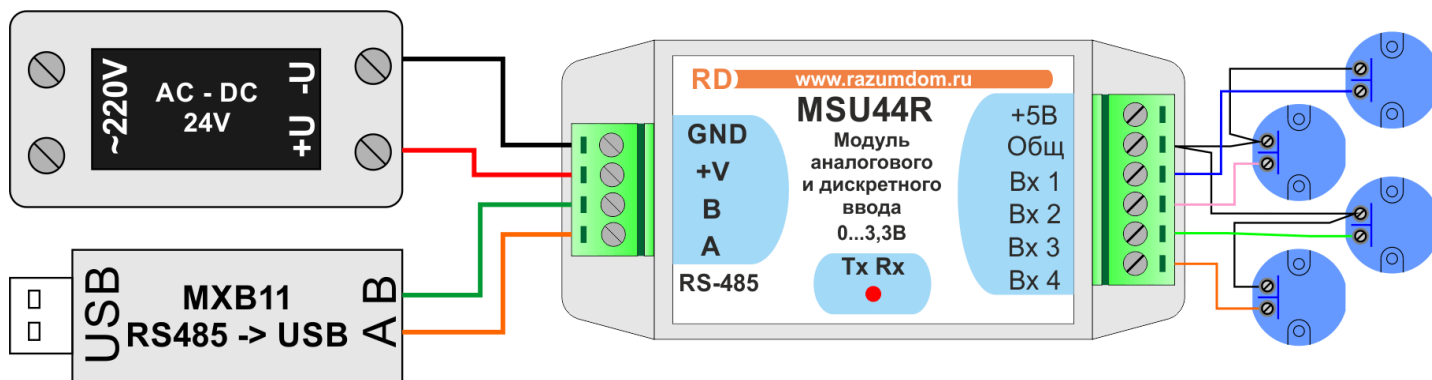 ~220V
AC - DC
24V
-U
+U
USB
MXB11
RS485 -> USB
B
A
RD
www.razumdom.ru
MSU44R
Модуль
аналогового
и дискретного
ввода
0...3,3В
Tx Rx
GND
+V
B
A
RS-485
+5В
Общ
Вх 1
Вх 2
Вх 3
Вх 4